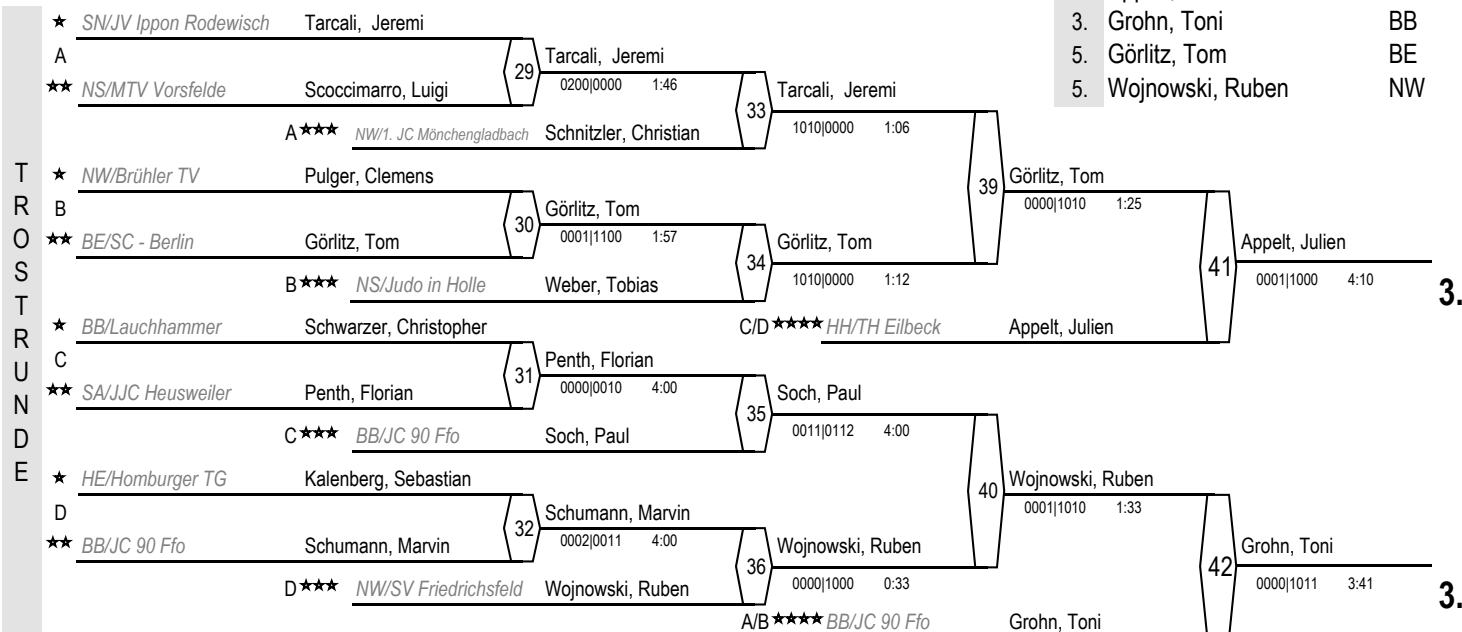 3. Grohn, Toni BB
5. Görlitz, Tom BE
5. Wojnowski, Ruben NW
TROSTRUNDE
★ SN/JV Ippon Rodewisch Tarcali, Jeremi
A
★★ NS/MTV Vorsfelde Scoccimarro, Luigi
29 Tarcali, Jeremi
0200|0000 1:46
A★★★ NW/1. JC Mönchengladbach Schnitzler, Christian
33 Tarcali, Jeremi
1010|0000 1:06
★ NW/Brühler TV Pulger, Clemens
B
★★ BE/SC - Berlin Görlitz, Tom
30 Görlitz, Tom
0001|1100 1:57
B★★★ NS/Judo in Holle Weber, Tobias
34 Görlitz, Tom
1010|0000 1:12
39 Görlitz, Tom
0000|1010 1:25
C/D★★★★ HH/TH Eilbeck Appelt, Julien
41 Appelt, Julien
0001|1000 4:10
3.
★ BB/Lauchhammer Schwarzer, Christopher
C
★★ SA/JJC Heusweiler Penth, Florian
31 Penth, Florian
0000|0010 4:00
C★★★ BB/JC 90 Ffo Soch, Paul
35 Soch, Paul
0011|0112 4:00
★ HE/Homburger TG Kalenberg, Sebastian
D
★★ BB/JC 90 Ffo Schumann, Marvin
32 Schumann, Marvin
0002|0011 4:00
D★★★ NW/SV Friedrichsfeld Wojnowski, Ruben
36 Wojnowski, Ruben
0000|1000 0:33
40 Wojnowski, Ruben
0001|1010 1:33
A/B★★★★ BB/JC 90 Ffo Grohn, Toni
42 Grohn, Toni
0000|1011 3:41
3.